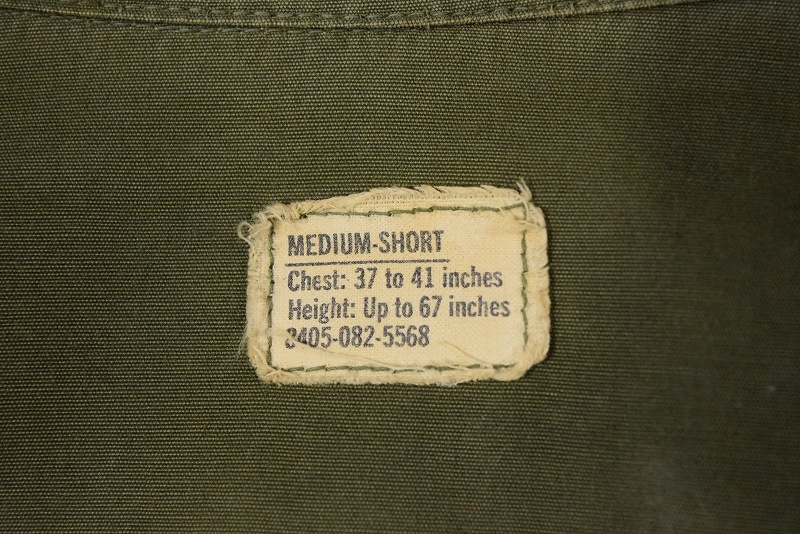 MEDIUM-SHORT
Chest: 37 to 41 inches
Height: Up to 67 inches
8405-082-5568